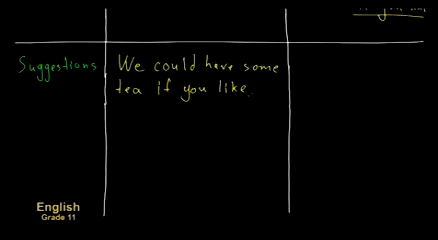 Suggestions
We could have some
tea if you like.
English
Grade 11